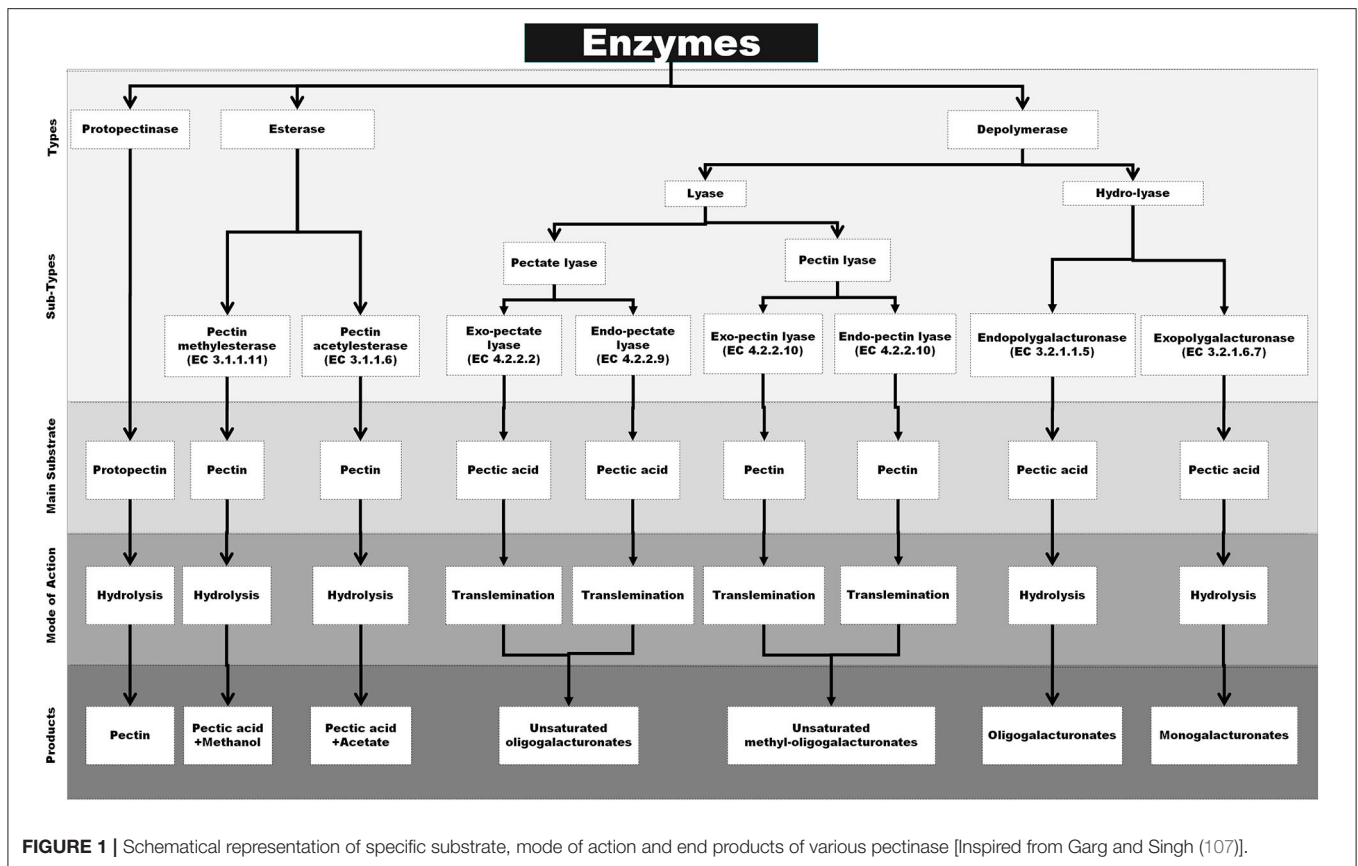 Enzymes
Types
Protopectinase
Esterase
Depolymerase
Lyase
Hydro-lyase
Sub-Types
Pectate lyase
Pectin lyase
Pectin
methylesterase
(EC 3.1.1.11)
Pectin
acetylesterase
(EC 3.1.1.6)
Exo-pectate
lyase
(EC 4.2.2.2)
Endo-pectate
lyase
(EC 4.2.2.9)
Exo-pectin lyase
(EC 4.2.2.10)
Endo-pectin lyase
(EC 4.2.2.10)
Endopolygalacturonase
(EC 3.2.1.1.5)
Exopolygalacturonase
(EC 3.2.1.6.7)
Main Substrate
Protopectin
Pectin
Pectin
Pectic acid
Pectic acid
Pectin
Pectin
Pectic acid
Pectic acid
Mode of Action
Hydrolysis
Hydrolysis
Hydrolysis
Translemination
Translemination
Translemination
Translemination
Hydrolysis
Hydrolysis
Products
Pectin
Pectic acid
+Methanol
Pectic acid
+Acetate
Unsaturated
oligogalacturonates
Unsaturated
methyl-oligogalacturonates
Oligogalacturonates
Monogalacturonates
FIGURE 1 | Schematical representation of specific substrate, mode of action and end products of various pectinase [Inspired from Garg and Singh (107)].